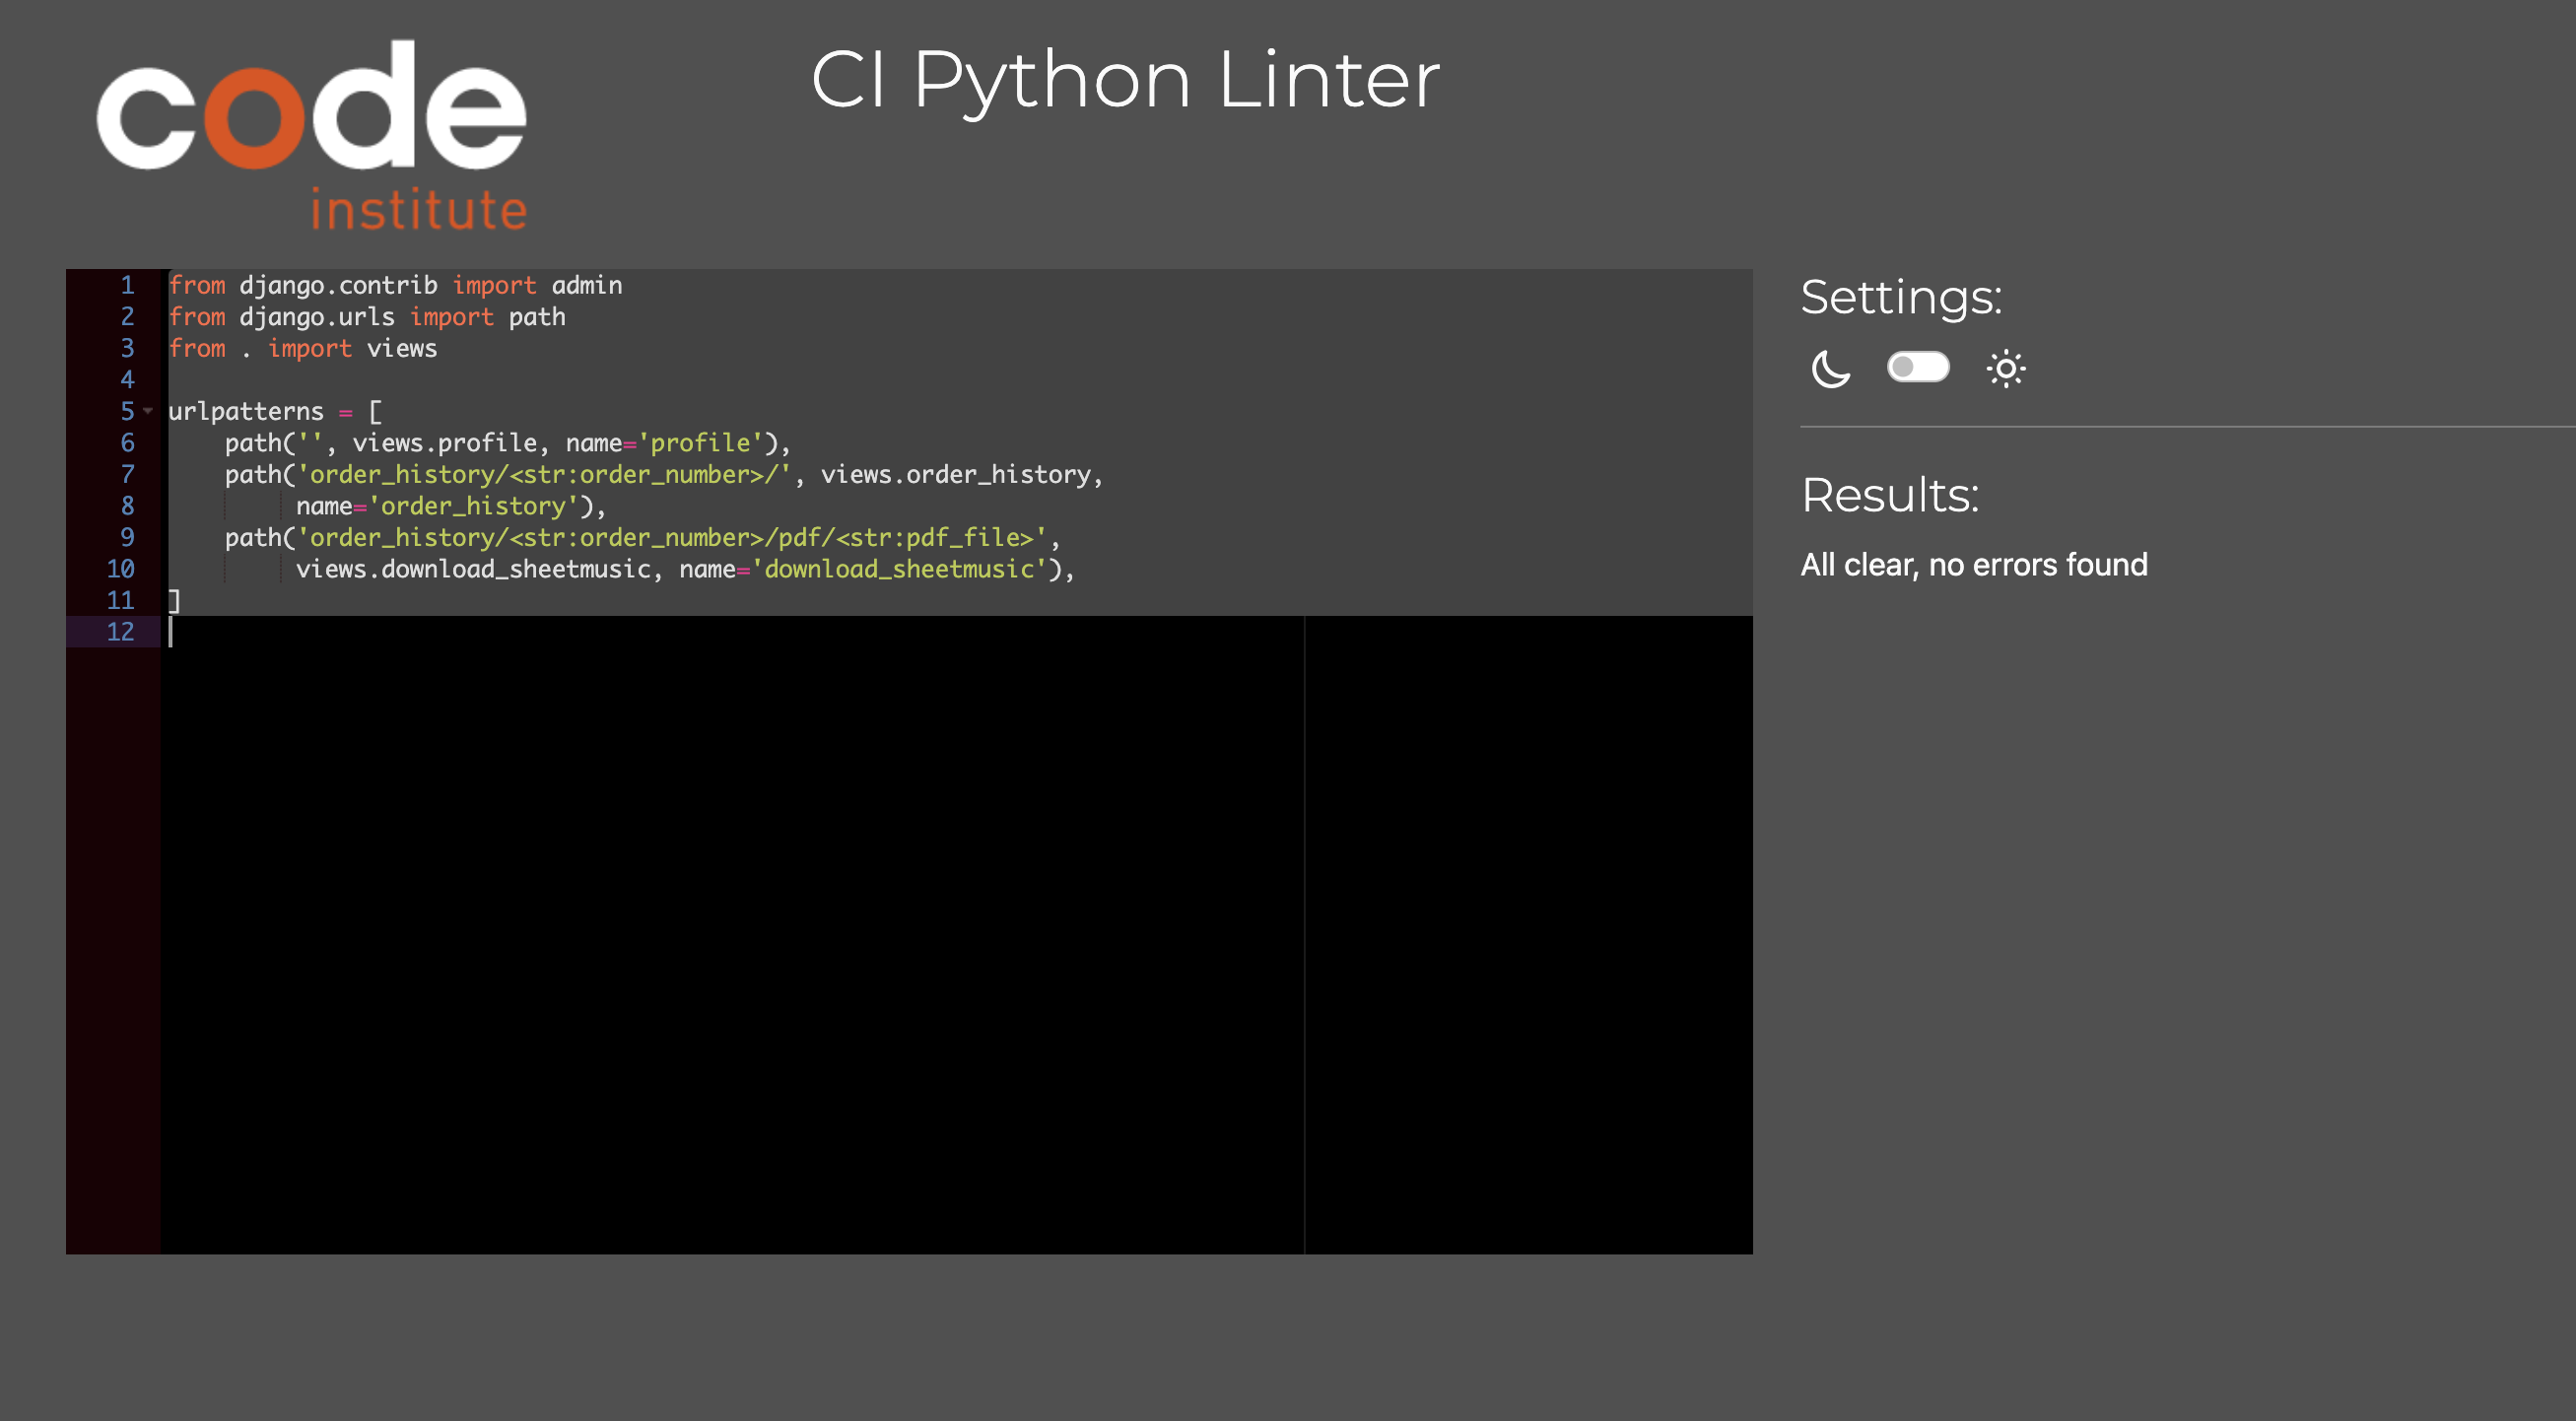 code
institute
CI Python Linter
1 from django.contrib import admin
2 from django.urls import path
3 from . import views
4
5 urlpatterns = [
6     path('', views.profile, name='profile'),
7     path('order_history/<str:order_number>/', views.order_history,
8          name='order_history'),
9     path('order_history/<str:order_number>/pdf/<str:pdf_file>',
10          views.download_sheetmusic, name='download_sheetmusic'),
11 ]
12
Settings:
Results:
All clear, no errors found